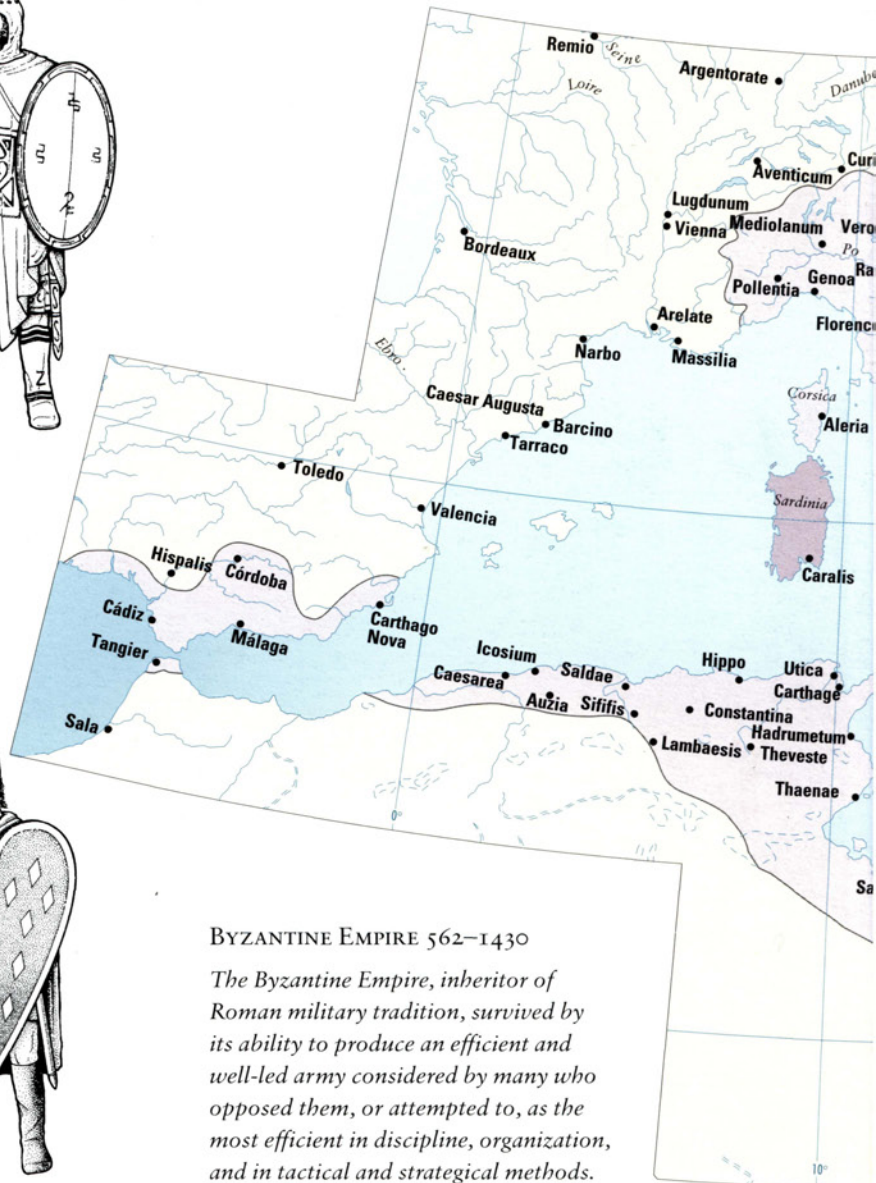 Remio
Seine
Argentorate
Loire
Danube
Aventicum
Curi
Lugdunum
Vienna
Mediolanum
Vero
Po
Bordeaux
Pollentia
Genoa
Ra
Arelate
Florenc
Narbo
Massilia
Ebro
Corsica
Caesar Augusta
Barcino
Aleria
Tarraco
Toledo
Sardinia
Valencia
Hispalis
Córdoba
Caralis
Cádiz
Carthago
Nova
Málaga
Tangier
Icosium
Saldae
Hippo
Utica
Caesarea
Carthage
Auzia
Sififis
Constantina
Sala
Hadrumetum
Lambaesis
Theveste
Thaenae
0°
Sa
BYZANTINE EMPIRE 562–1430
The Byzantine Empire, inheritor of
Roman military tradition, survived by
its ability to produce an efficient and
well-led army considered by many who
opposed them, or attempted to, as the
most efficient in discipline, organization,
and in tactical and strategical methods.
10°